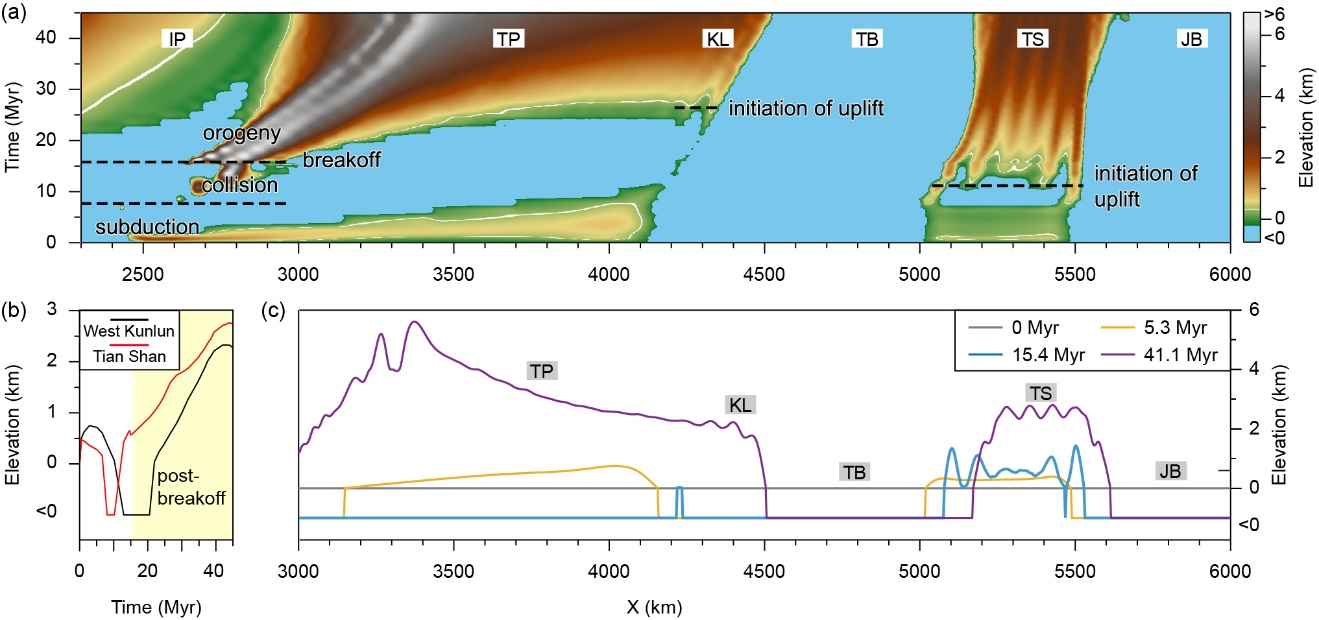 (a)
IP
TP
KL
TB
TS
JB
>6
6
4
2
0
<0
Elevation (km)
40
30
20
10
0
Time (Myr)
orogeny
breakoff
collision
subduction
initiation of uplift
initiation of
uplift
2500
3000
3500
4000
4500
5000
5500
6000
(b)
3
2
1
0
<0
Elevation (km)
West Kunlun
Tian Shan
post-
breakoff
0
20
40
Time (Myr)
(c)
0 Myr
5.3 Myr
15.4 Myr
41.1 Myr
TP
KL
TB
TS
JB
6
4
2
0
<0
Elevation (km)
3000
3500
4000
4500
5000
5500
6000
X (km)